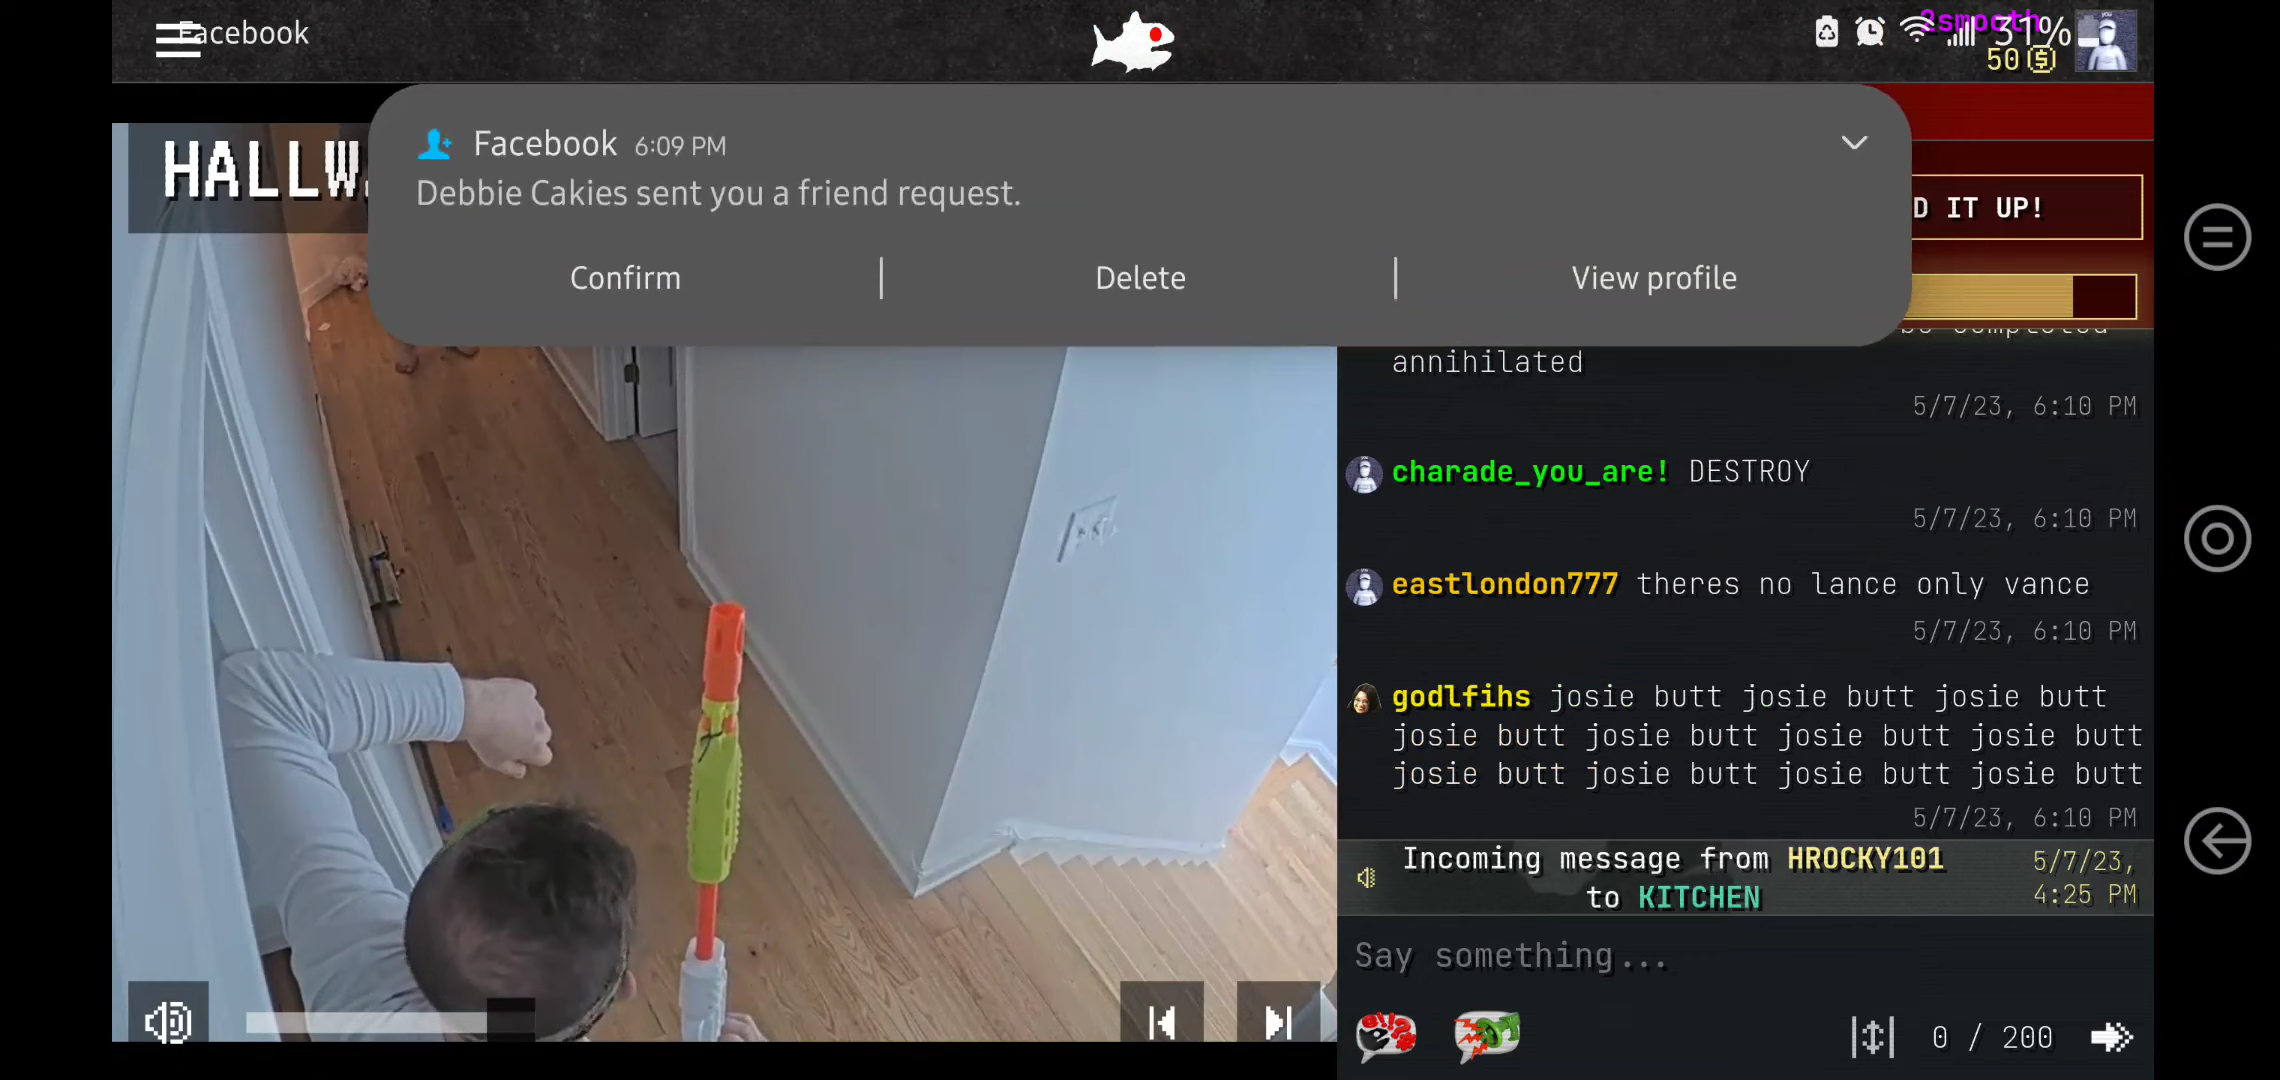 Facebook
2smooth
31%
50
HALLW
Facebook 6:09 PM
Debbie Cakies sent you a friend request.
Confirm | Delete | View profile
D IT UP!
be completed
annihilated
5/7/23, 6:10 PM
charade_you_are! DESTROY
5/7/23, 6:10 PM
eastlondon777 theres no lance only vance
5/7/23, 6:10 PM
godlfihs josie butt josie butt josie butt
josie butt josie butt josie butt josie butt
josie butt josie butt josie butt josie butt
5/7/23, 6:10 PM
Incoming message from HROCKY101
to KITCHEN
5/7/23,
4:25 PM
Say something...
0 / 200